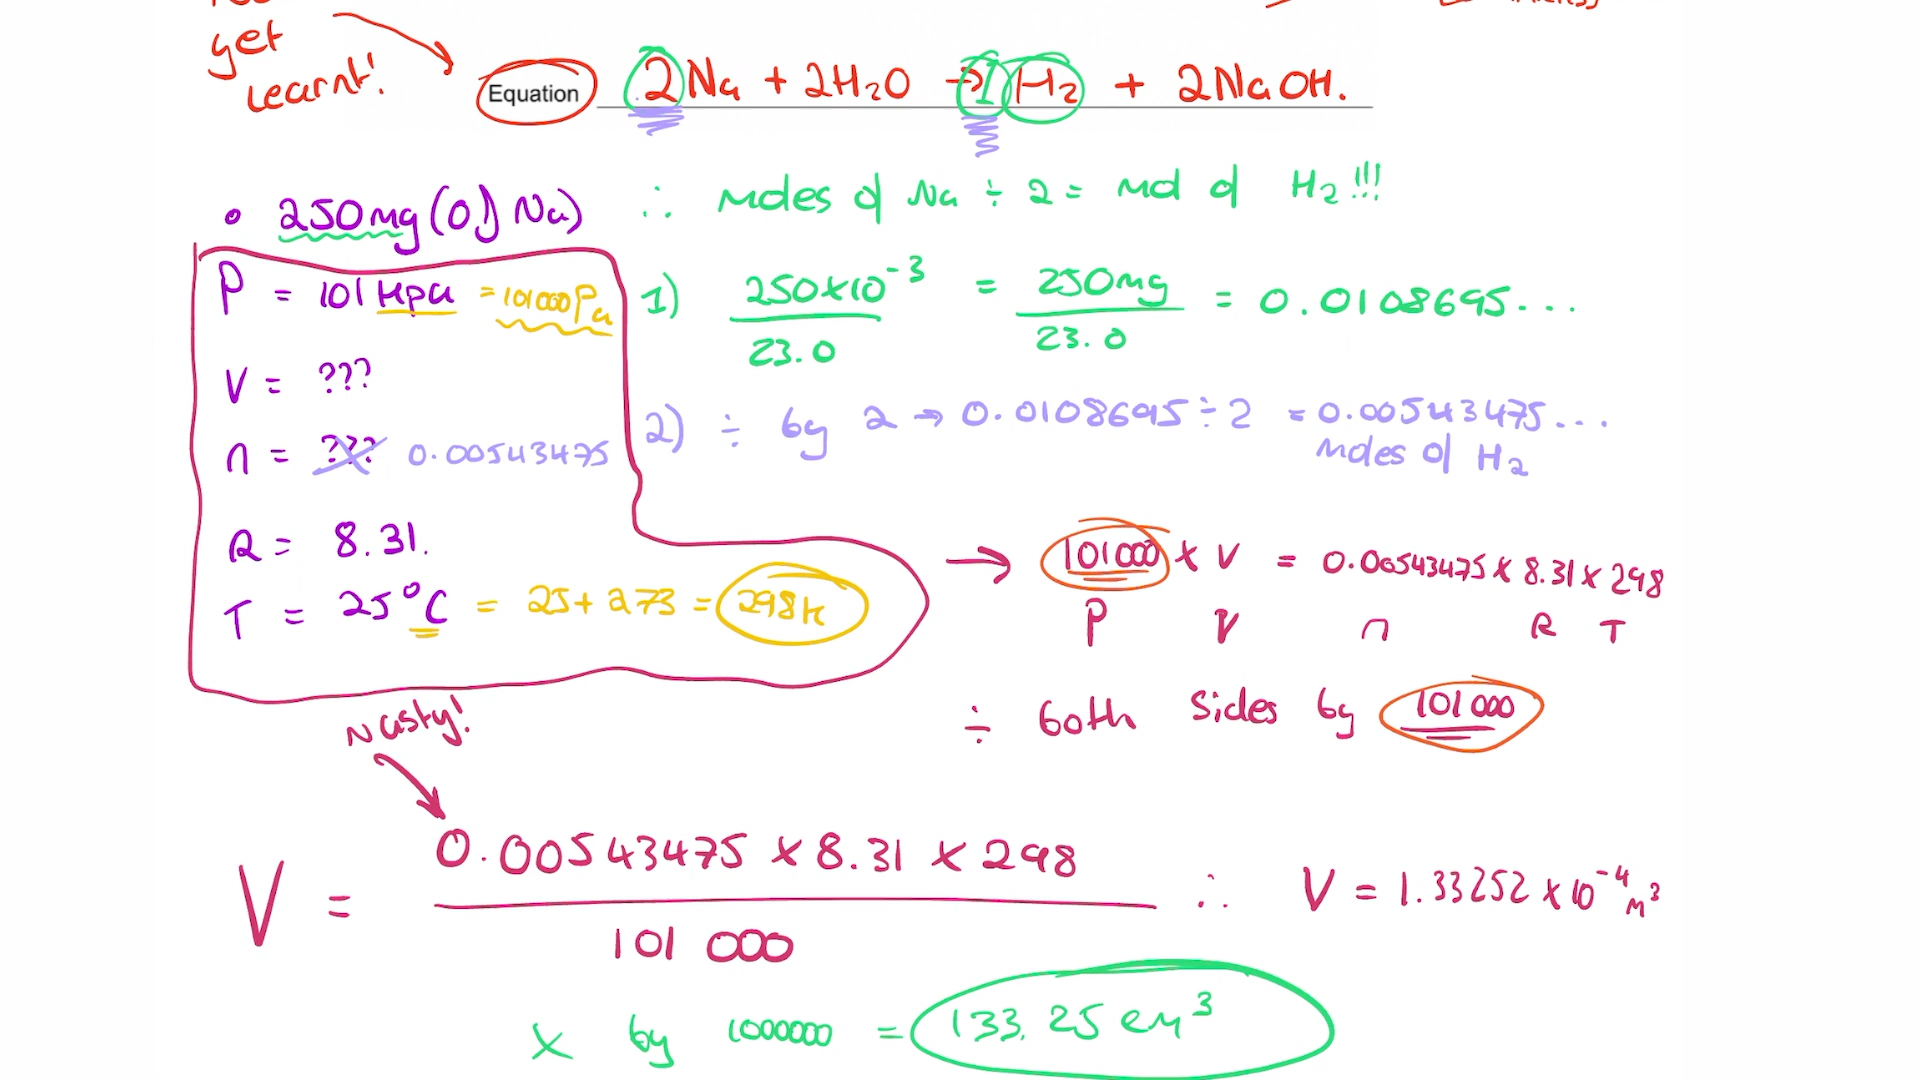 get
learnt!
Equation 2Na + 2H₂O → 1 H₂ + 2NaOH.
• 250mg (of Na)
∴ moles of Na ÷ 2 = mol of H₂!!!
P = 101 kPa = 101000 Pa
V = ???
n = ??? 0.00543475
R = 8.31.
T = 25°C = 25 + 273 = 298K
1) 250×10⁻³ / 23.0 = 250mg / 23.0 = 0.0108695...
2) ÷ by 2 → 0.0108695 ÷ 2 = 0.00543475...
moles of H₂
→ 101000 × V = 0.00543475 × 8.31 × 298
P V n R T
÷ both sides by 101000
Nasty!
V = 0.00543475 × 8.31 × 298 / 101 000 ∴ V = 1.33252 × 10⁻⁴ m³
× by 1000000 = 133.25 cm³